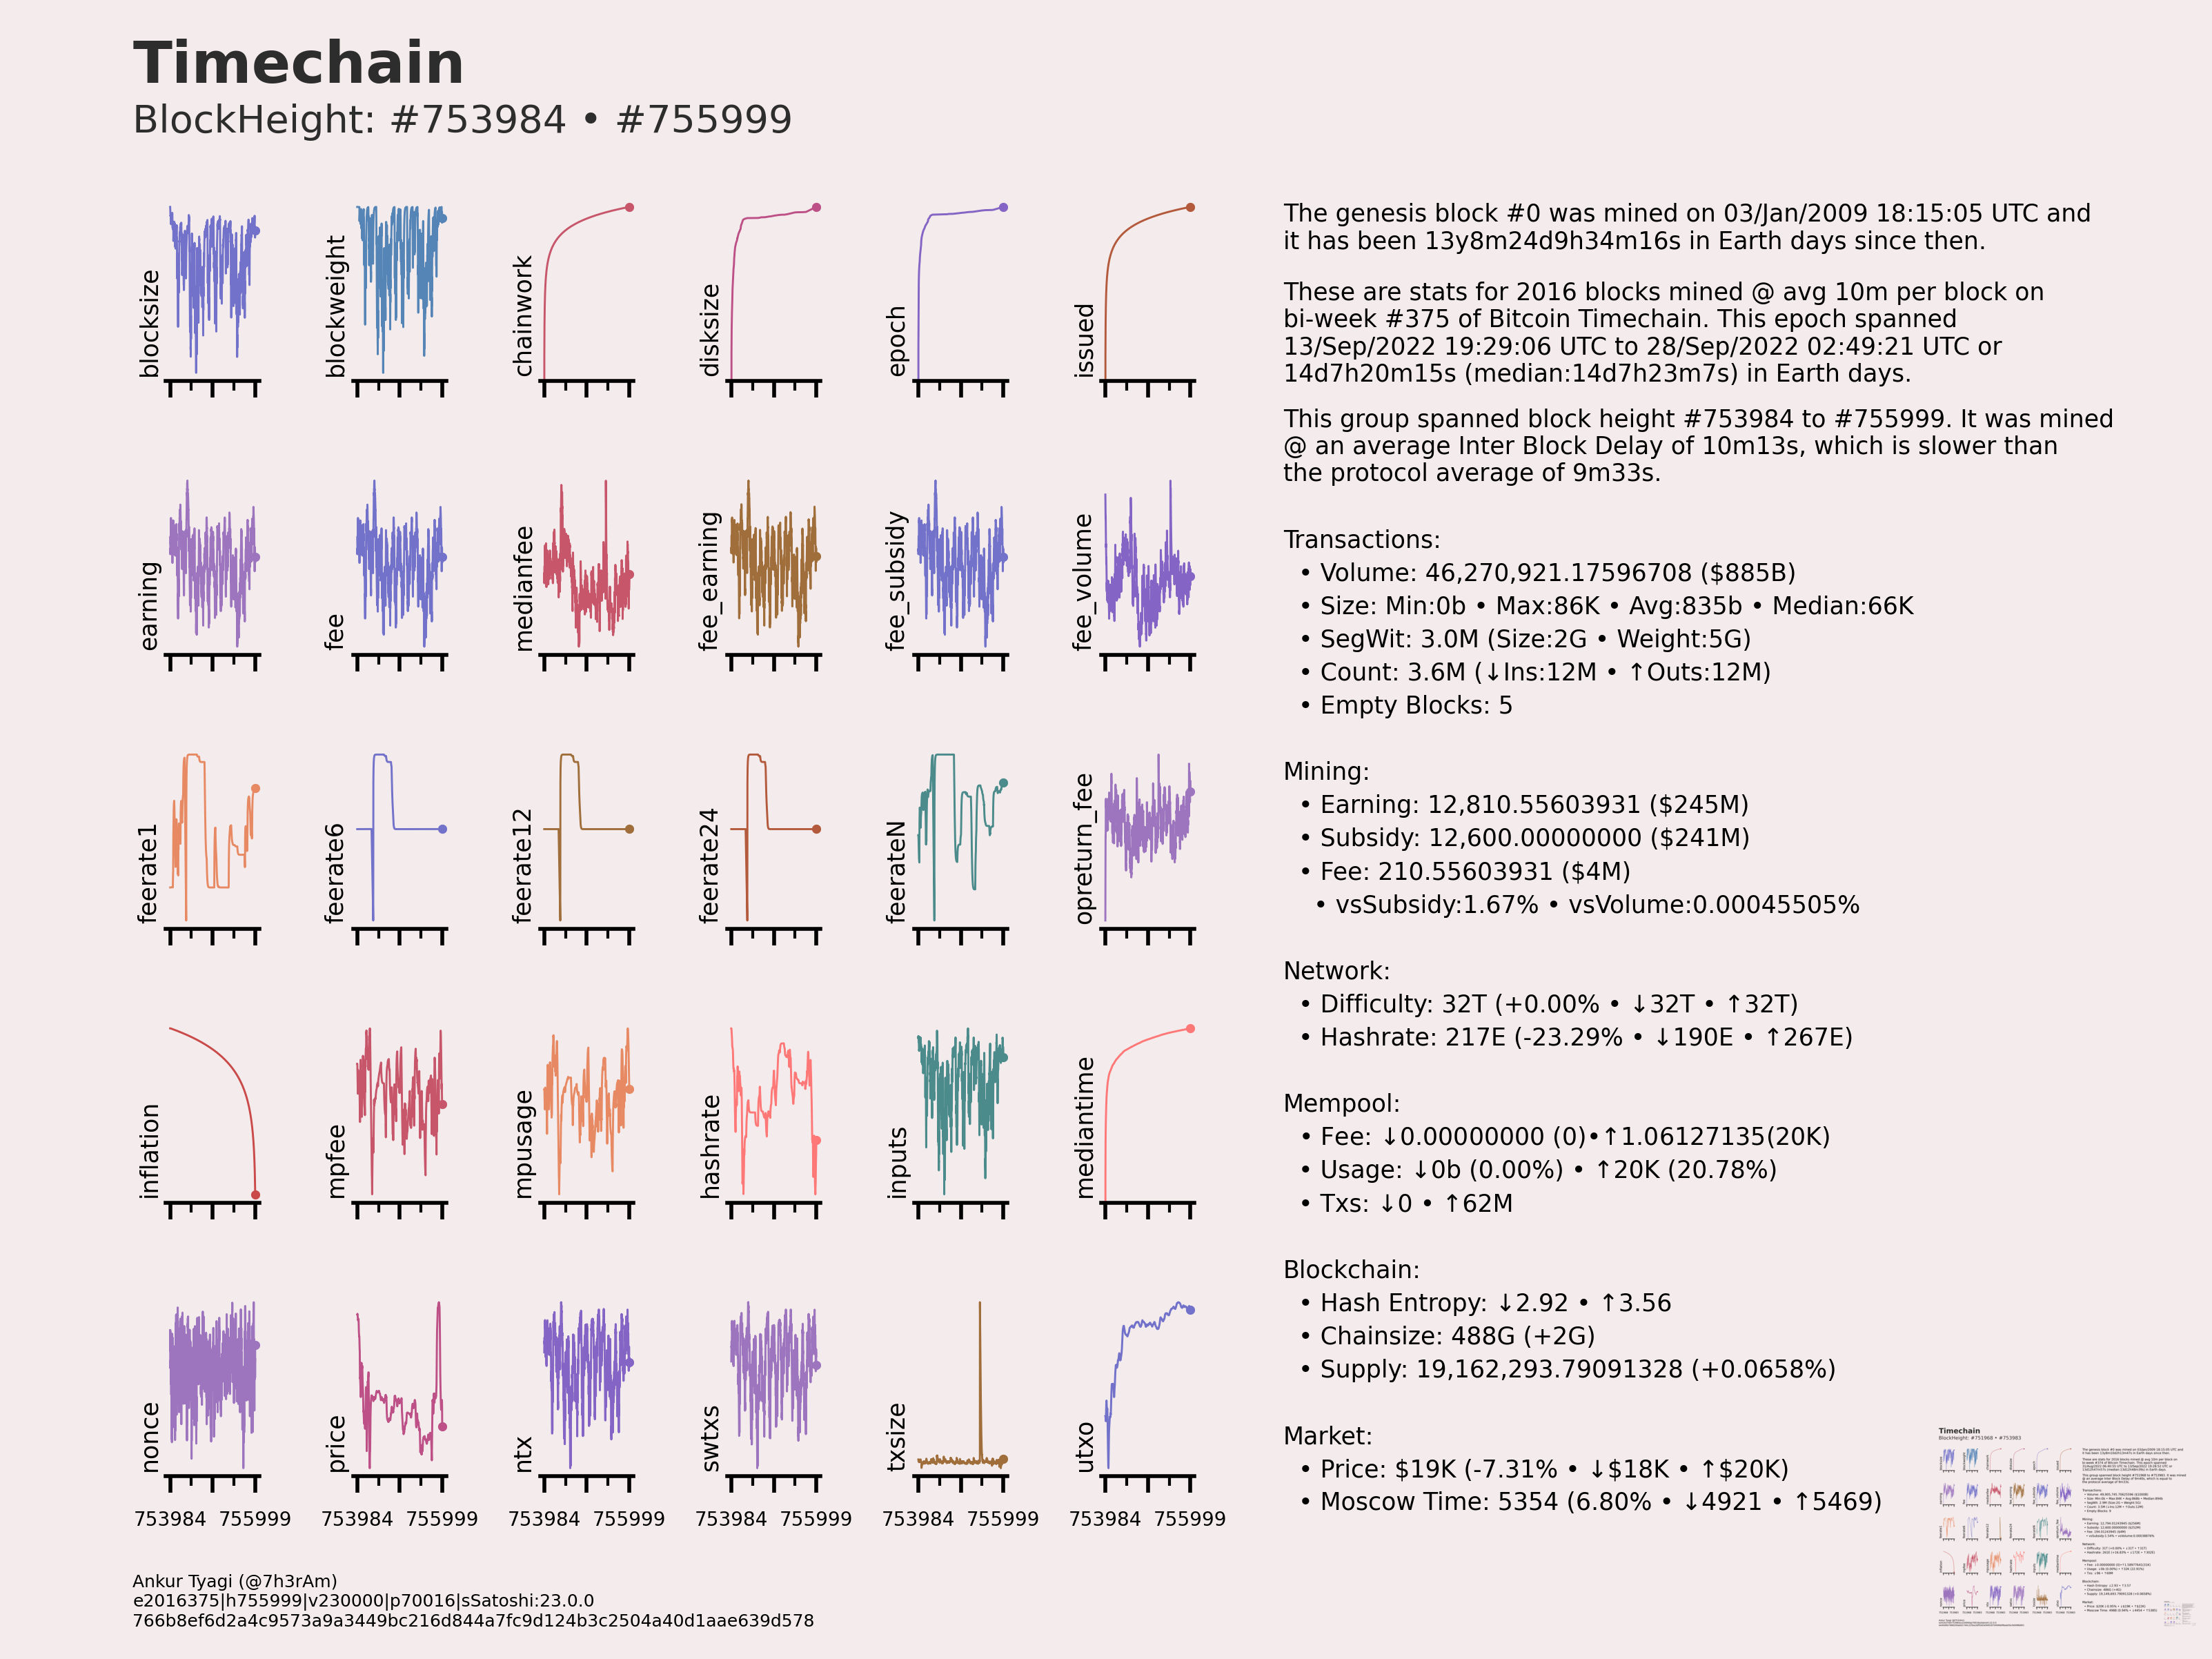 Timechain
BlockHeight: #753984 • #755999
blocksize
blockweight
chainwork
disksize
epoch
issued
earning
fee
medianfee
fee_earning
fee_subsidy
fee_volume
feerate1
feerate6
feerate12
feerate24
feerateN
opreturn_fee
inflation
mpfee
mpusage
hashrate
inputs
mediantime
nonce
price
ntx
swtxs
txsize
utxo
753984 755999 753984 755999 753984 755999 753984 755999 753984 755999 753984 755999
The genesis block #0 was mined on 03/Jan/2009 18:15:05 UTC and
it has been 13y8m24d9h34m16s in Earth days since then.
These are stats for 2016 blocks mined @ avg 10m per block on
bi-week #375 of Bitcoin Timechain. This epoch spanned
13/Sep/2022 19:29:06 UTC to 28/Sep/2022 02:49:21 UTC or
14d7h20m15s (median:14d7h23m7s) in Earth days.
This group spanned block height #753984 to #755999. It was mined
@ an average Inter Block Delay of 10m13s, which is slower than
the protocol average of 9m33s.
Transactions:
• Volume: 46,270,921.17596708 ($885B)
• Size: Min:0b • Max:86K • Avg:835b • Median:66K
• SegWit: 3.0M (Size:2G • Weight:5G)
• Count: 3.6M (↓Ins:12M • ↑Outs:12M)
• Empty Blocks: 5
Mining:
• Earning: 12,810.55603931 ($245M)
• Subsidy: 12,600.00000000 ($241M)
• Fee: 210.55603931 ($4M)
• vsSubsidy:1.67% • vsVolume:0.00045505%
Network:
• Difficulty: 32T (+0.00% • ↓32T • ↑32T)
• Hashrate: 217E (-23.29% • ↓190E • ↑267E)
Mempool:
• Fee: ↓0.00000000 (0)•↑1.06127135(20K)
• Usage: ↓0b (0.00%) • ↑20K (20.78%)
• Txs: ↓0 • ↑62M
Blockchain:
• Hash Entropy: ↓2.92 • ↑3.56
• Chainsize: 488G (+2G)
• Supply: 19,162,293.79091328 (+0.0658%)
Market:
• Price: $19K (-7.31% • ↓$18K • ↑$20K)
• Moscow Time: 5354 (6.80% • ↓4921 • ↑5469)
Ankur Tyagi (@7h3rAm)
e2016375|h755999|v230000|p70016|sSatoshi:23.0.0
766b8ef6d2a4c9573a9a3449bc216d844a7fc9d124b3c2504a40d1aae639d578
Timechain
BlockHeight: #751968 • #753983